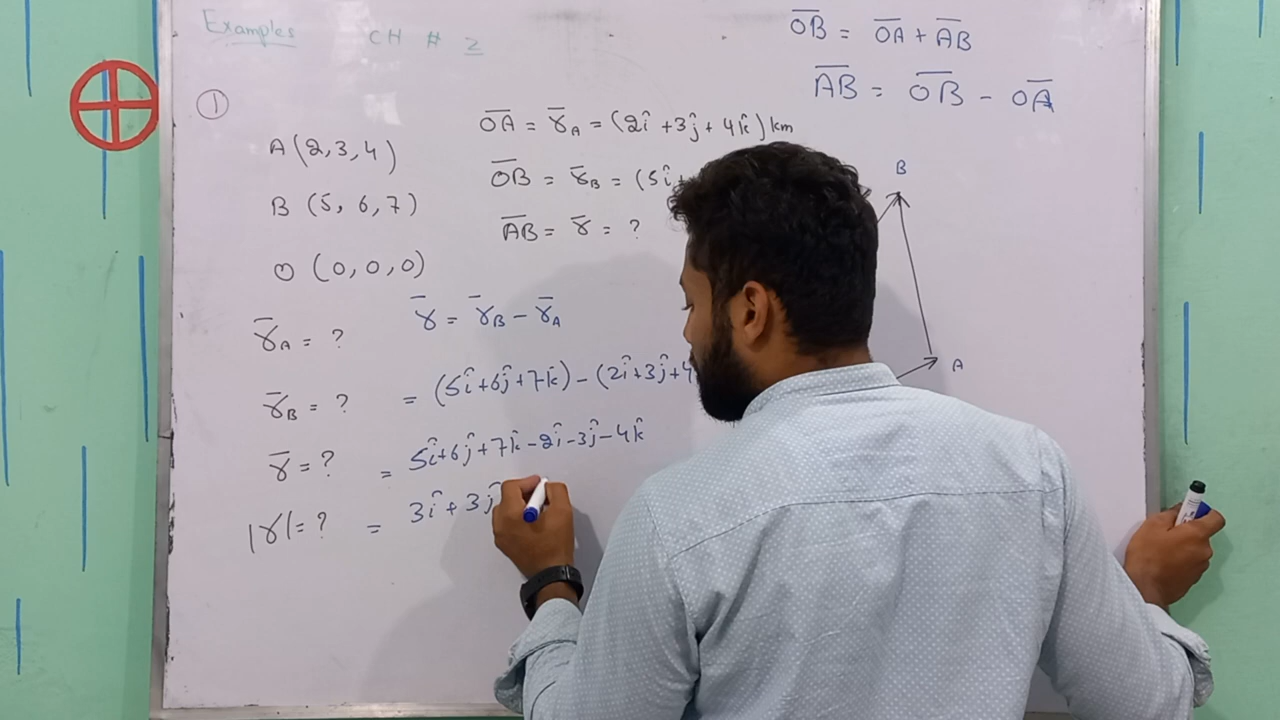 Examples CH # 2
OB̅ = OA̅ + AB̅
AB̅ = OB̅ - OA̅
①
A (2,3,4)
B (5, 6, 7)
O (0,0,0)
r̅A = ?
r̅B = ?
r̅ = ?
|r| = ?
OA̅ = r̅A = (2î + 3ĵ + 4k̂) km
OB̅ = r̅B = (5î+
AB̅ = r̅ = ?
r̅ = r̅B - r̅A
= (5î+6ĵ+7k̂) - (2î+3ĵ+4
= 5î+6ĵ+7k̂-2î-3ĵ-4k̂
= 3î + 3ĵ
B
A